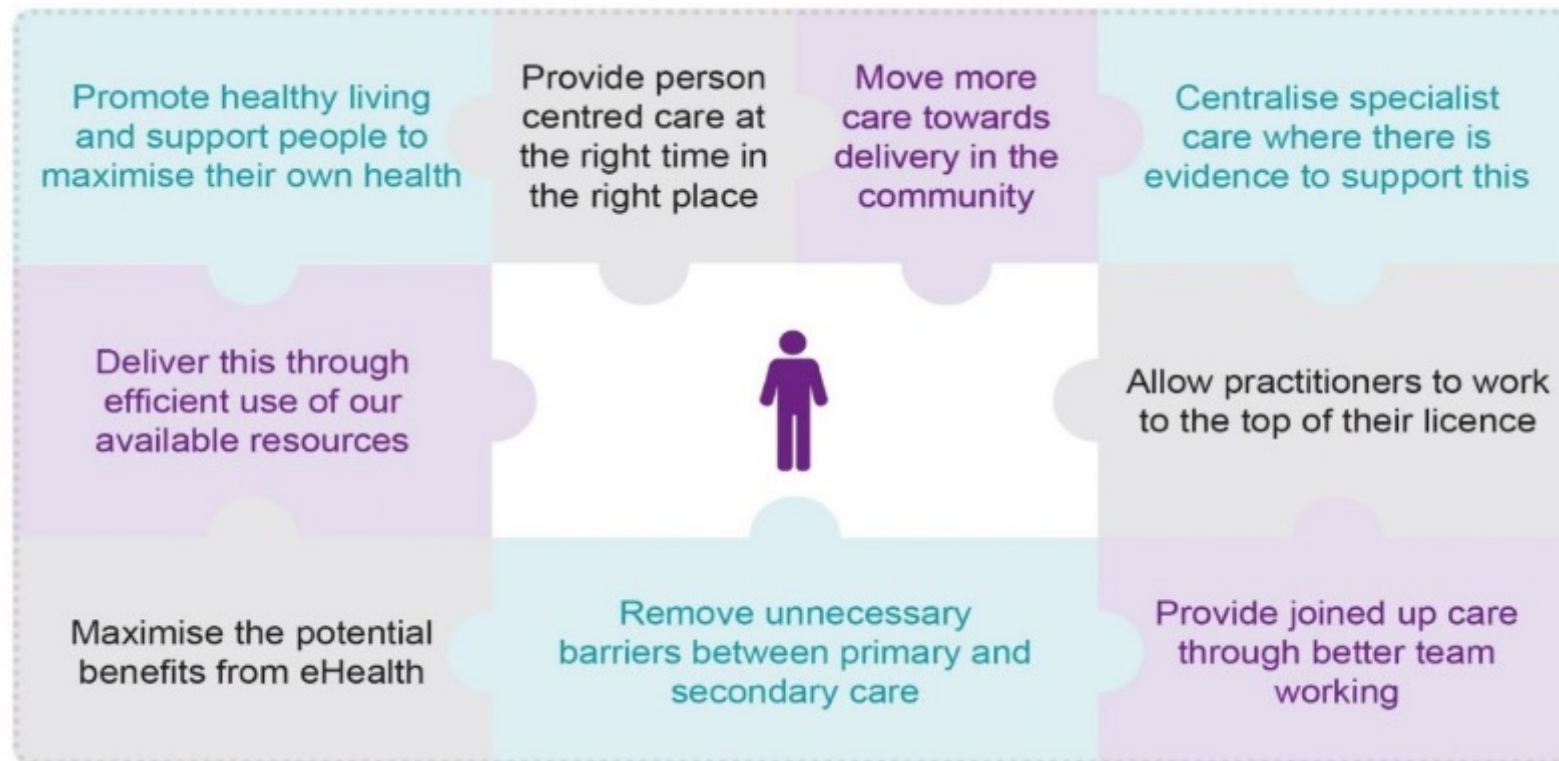 Promote healthy living
and support people to
maximise their own health
Provide person
centred care at
the right time in
the right place
Move more
care towards
delivery in the
community
Centralise specialist
care where there is
evidence to support this
Deliver this through
efficient use of our
available resources
Allow practitioners to work
to the top of their licence
Maximise the potential
benefits from eHealth
Remove unnecessary
barriers between primary and
secondary care
Provide joined up care
through better team
working